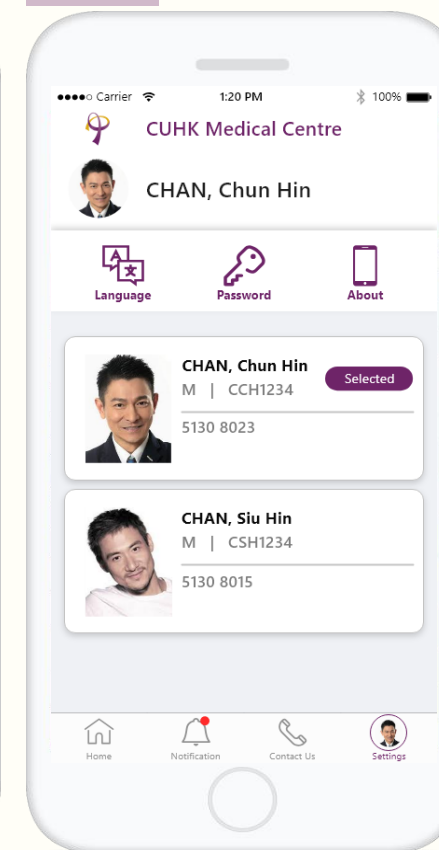 ●●●●○ Carrier 1:20 PM 100%
CUHK Medical Centre
CHAN, Chun Hin
A 文
Language Password About
CHAN, Chun Hin
Selected
M | CCH1234
5130 8023
CHAN, Siu Hin
M | CSH1234
5130 8015
Home Notification Contact Us Settings